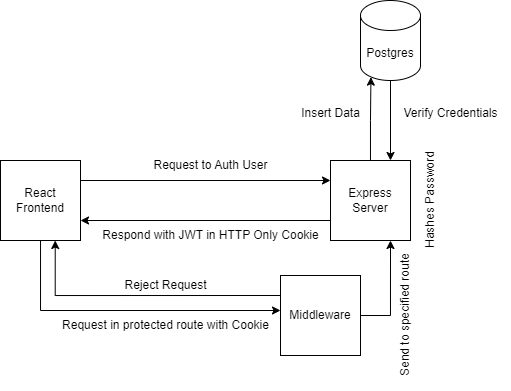 Postgres
Insert Data
Verify Credentials
Request to Auth User
React
Frontend
Express
Server
Hashes Password
Respond with JWT in HTTP Only Cookie
Reject Request
Middleware
Send to specified route
Request in protected route with Cookie